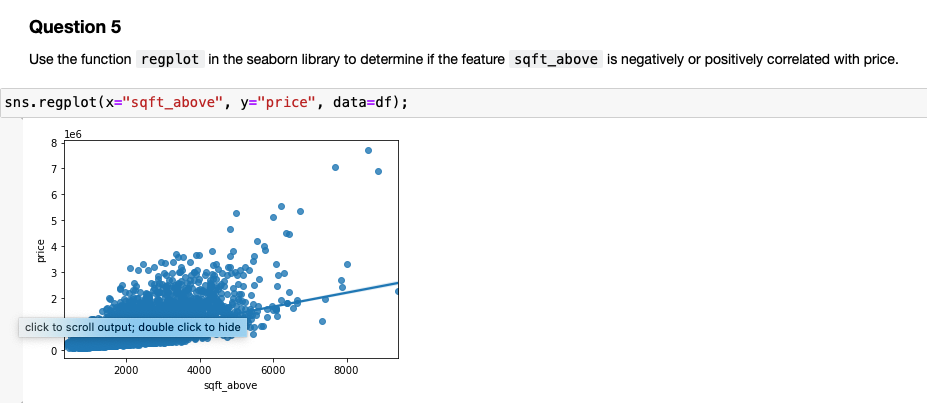 Question 5
Use the function regplot in the seaborn library to determine if the feature sqft_above is negatively or positively correlated with price.
sns.regplot(x="sqft_above", y="price", data=df);
1e6
8
7
6
5
4
3
2
1
0
price
click to scroll output; double click to hide
2000 4000 6000 8000
sqft_above